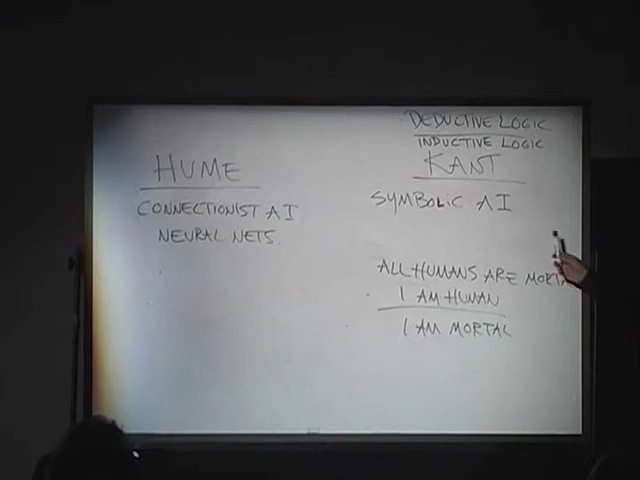 DEDUCTIVE LOGIC
INDUCTIVE LOGIC
HUME
KANT
CONNECTIONIST AI
SYMBOLIC AI
NEURAL NETS.
ALL HUMANS ARE
I AM HUMAN
I AM MORTAL